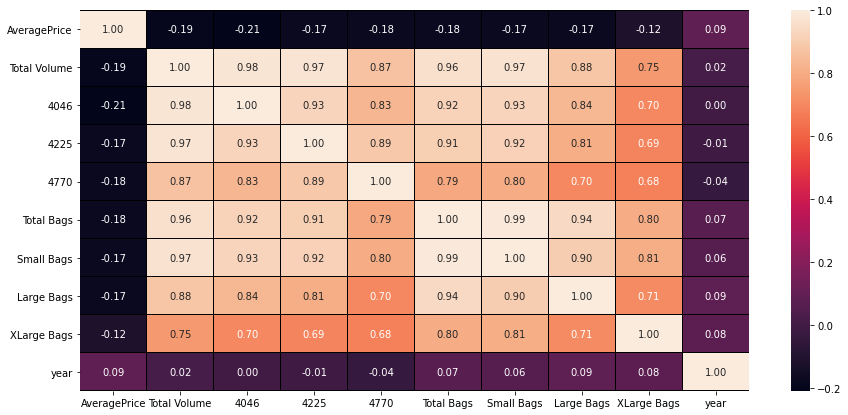 AveragePrice 1.00 -0.19 -0.21 -0.17 -0.18 -0.18 -0.17 -0.17 -0.12 0.09
Total Volume -0.19 1.00 0.98 0.97 0.87 0.96 0.97 0.88 0.75 0.02
4046 -0.21 0.98 1.00 0.93 0.83 0.92 0.93 0.84 0.70 0.00
4225 -0.17 0.97 0.93 1.00 0.89 0.91 0.92 0.81 0.69 -0.01
4770 -0.18 0.87 0.83 0.89 1.00 0.79 0.80 0.70 0.68 -0.04
Total Bags -0.18 0.96 0.92 0.91 0.79 1.00 0.99 0.94 0.80 0.07
Small Bags -0.17 0.97 0.93 0.92 0.80 0.99 1.00 0.90 0.81 0.06
Large Bags -0.17 0.88 0.84 0.81 0.70 0.94 0.90 1.00 0.71 0.09
XLarge Bags -0.12 0.75 0.70 0.69 0.68 0.80 0.81 0.71 1.00 0.08
year 0.09 0.02 0.00 -0.01 -0.04 0.07 0.06 0.09 0.08 1.00
AveragePrice Total Volume 4046 4225 4770 Total Bags Small Bags Large Bags XLarge Bags year
1.0
0.8
0.6
0.4
0.2
0.0
-0.2